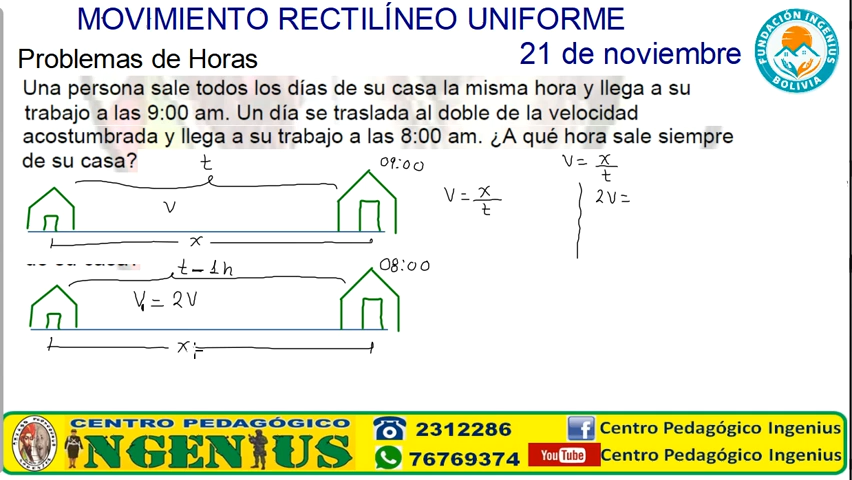 MOVIMIENTO RECTILÍNEO UNIFORME
Problemas de Horas
21 de noviembre
FUNDACIÓN INGENIUS
BOLIVIA
Una persona sale todos los días de su casa la misma hora y llega a su
trabajo a las 9:00 am. Un día se traslada al doble de la velocidad
acostumbrada y llega a su trabajo a las 8:00 am. ¿A qué hora sale siempre
de su casa?
t
09:00
V
x
V = x/t
V = x/t
2V =
t - 1h
08:00
V₁ = 2V
x
CENTRO PEDAGÓGICO
INGENIUS
2312286
76769374
Centro Pedagógico Ingenius
YouTube Centro Pedagógico Ingenius